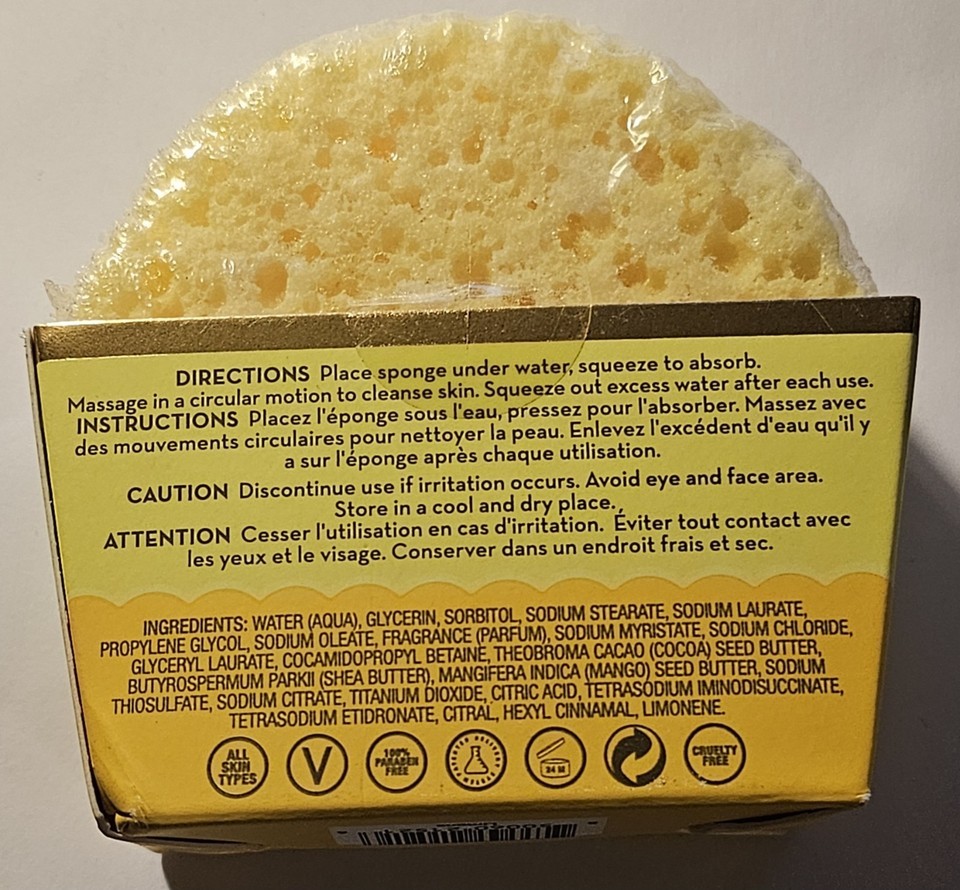 DIRECTIONS Place sponge under water, squeeze to absorb.
Massage in a circular motion to cleanse skin. Squeeze out excess water after each use.
INSTRUCTIONS Placez l'éponge sous l'eau, pressez pour l'absorber. Massez avec
des mouvements circulaires pour nettoyer la peau. Enlevez l'excédent d'eau qu'il y
a sur l'éponge après chaque utilisation.
CAUTION Discontinue use if irritation occurs. Avoid eye and face area.
Store in a cool and dry place.
ATTENTION Cesser l'utilisation en cas d'irritation. Éviter tout contact avec
les yeux et le visage. Conserver dans un endroit frais et sec.
INGREDIENTS: WATER (AQUA), GLYCERIN, SORBITOL, SODIUM STEARATE, SODIUM LAURATE,
PROPYLENE GLYCOL, SODIUM OLEATE, FRAGRANCE (PARFUM), SODIUM MYRISTATE, SODIUM CHLORIDE,
GLYCERYL LAURATE, COCAMIDOPROPYL BETAINE, THEOBROMA CACAO (COCOA) SEED BUTTER,
BUTYROSPERMUM PARKII (SHEA BUTTER), MANGIFERA INDICA (MANGO) SEED BUTTER, SODIUM
THIOSULFATE, SODIUM CITRATE, TITANIUM DIOXIDE, CITRIC ACID, TETRASODIUM IMINODISUCCINATE,
TETRASODIUM ETIDRONATE, CITRAL, HEXYL CINNAMAL, LIMONENE.
ALL
SKIN
TYPES
V
100%
PARABEN
FREE
PATENTED DELIVERY
SYSTEM
24 M
CRUELTY
FREE